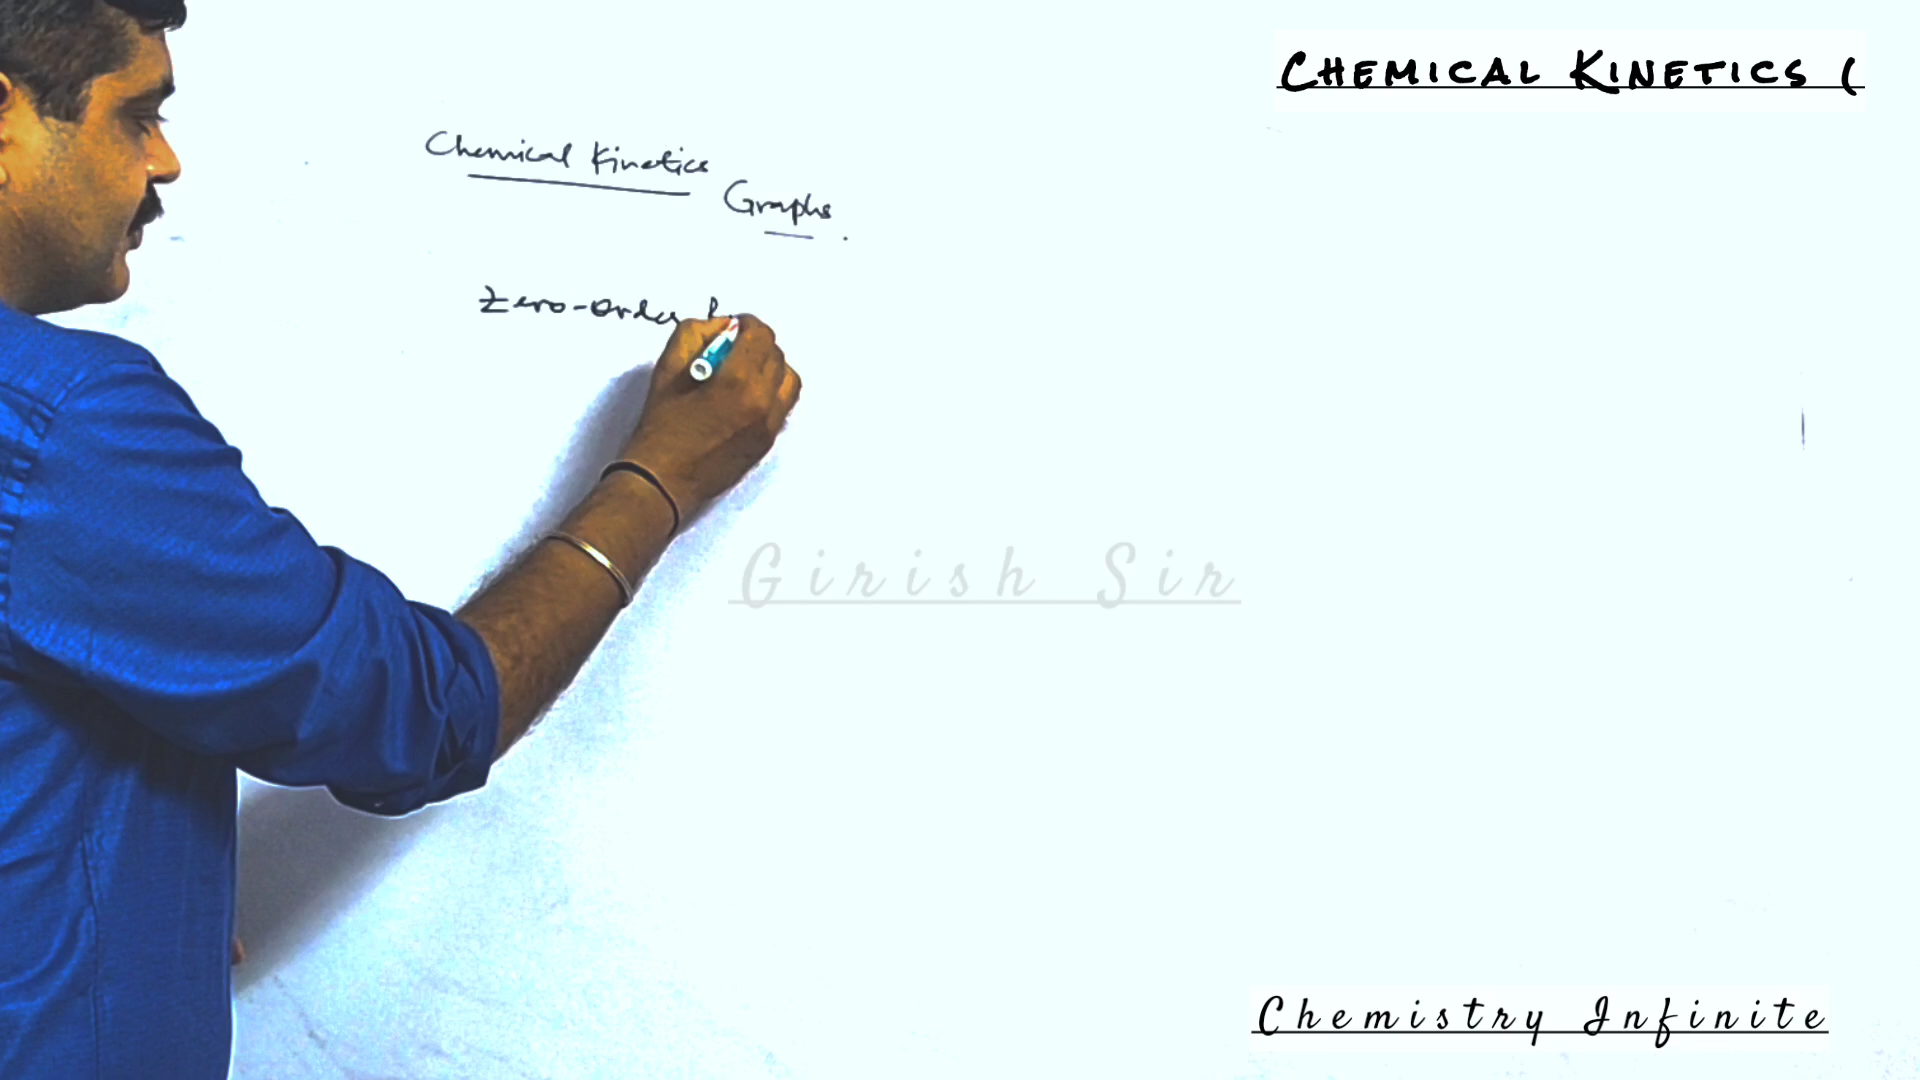 CHEMICAL KINETICS (
Chemical Kinetics
Graphs.
Zero-order
Girish Sir
Chemistry Infinite